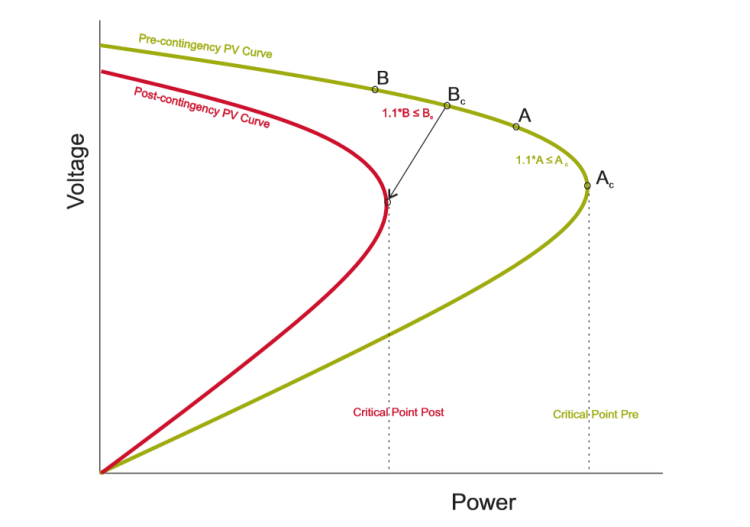 Pre-contingency PV Curve
Post-contingency PV Curve
B
Bc
A
1.1*B ≤ Bc
1.1*A ≤ Ac
Ac
Voltage
Critical Point Post
Critical Point Pre
Power